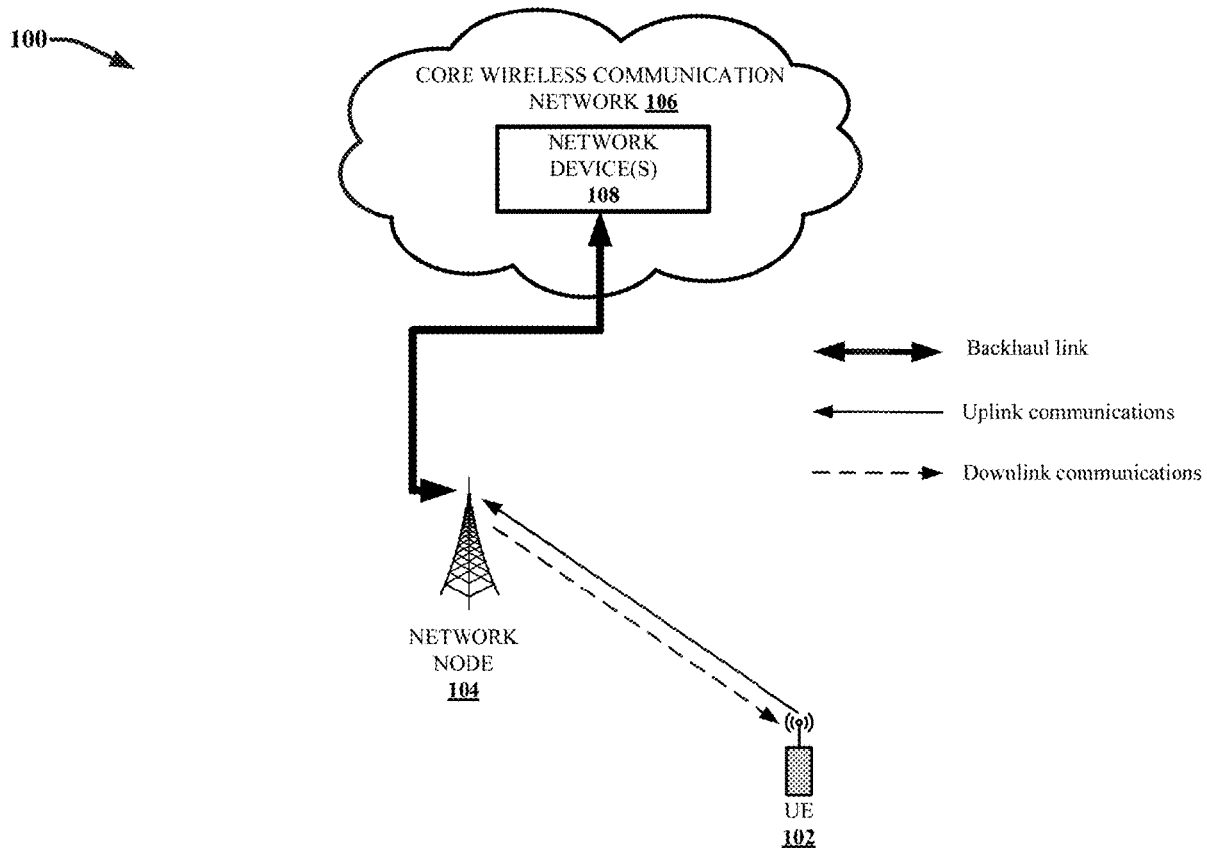 100
CORE WIRELESS COMMUNICATION
NETWORK 106
NETWORK
DEVICE(S)
108
Backhaul link
Uplink communications
Downlink communications
NETWORK
NODE
104
UE
102